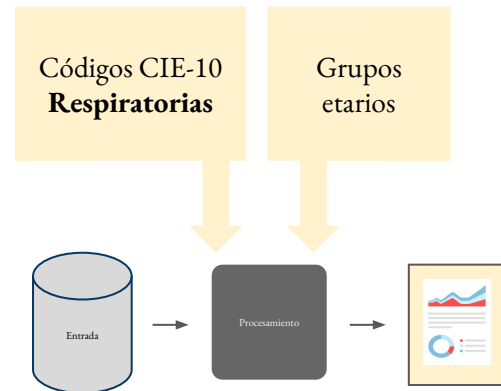 Códigos CIE-10
Respiratorias
Grupos
etarios
Entrada
Procesamiento